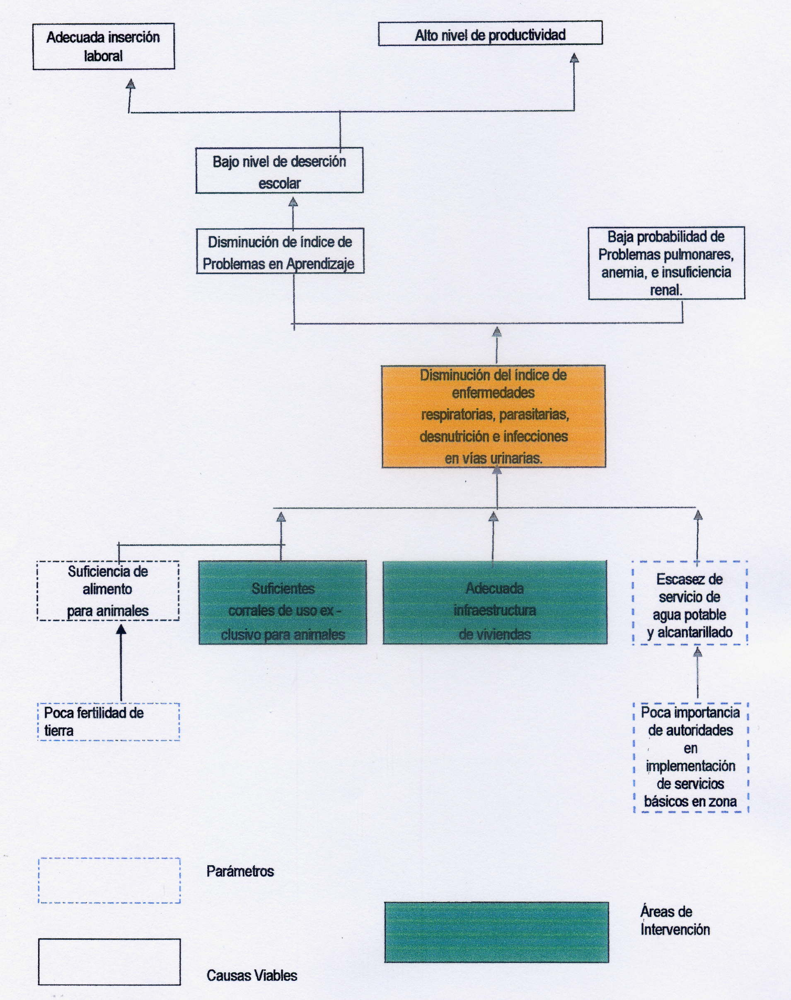 Adecuada inserción
laboral
Alto nivel de productividad
Bajo nivel de deserción
escolar
Disminución de índice de
Problemas en Aprendizaje
Baja probabilidad de
Problemas pulmonares,
anemia, e insuficiencia
renal.
Disminución del índice de
enfermedades
respiratorias, parasitarias,
desnutrición e infecciones
en vías urinarias.
Suficiencia de
alimento
para animales
Suficientes
corrales de uso ex -
clusivo para animales
Adecuada
infraestructura
de viviendas
Escasez de
servicio de
agua potable
y alcantarillado
Poca fertilidad de
tierra
Poca importancia
de autoridades
en
implementación
de servicios
básicos en zona
Parámetros
Áreas de
Intervención
Causas Viables